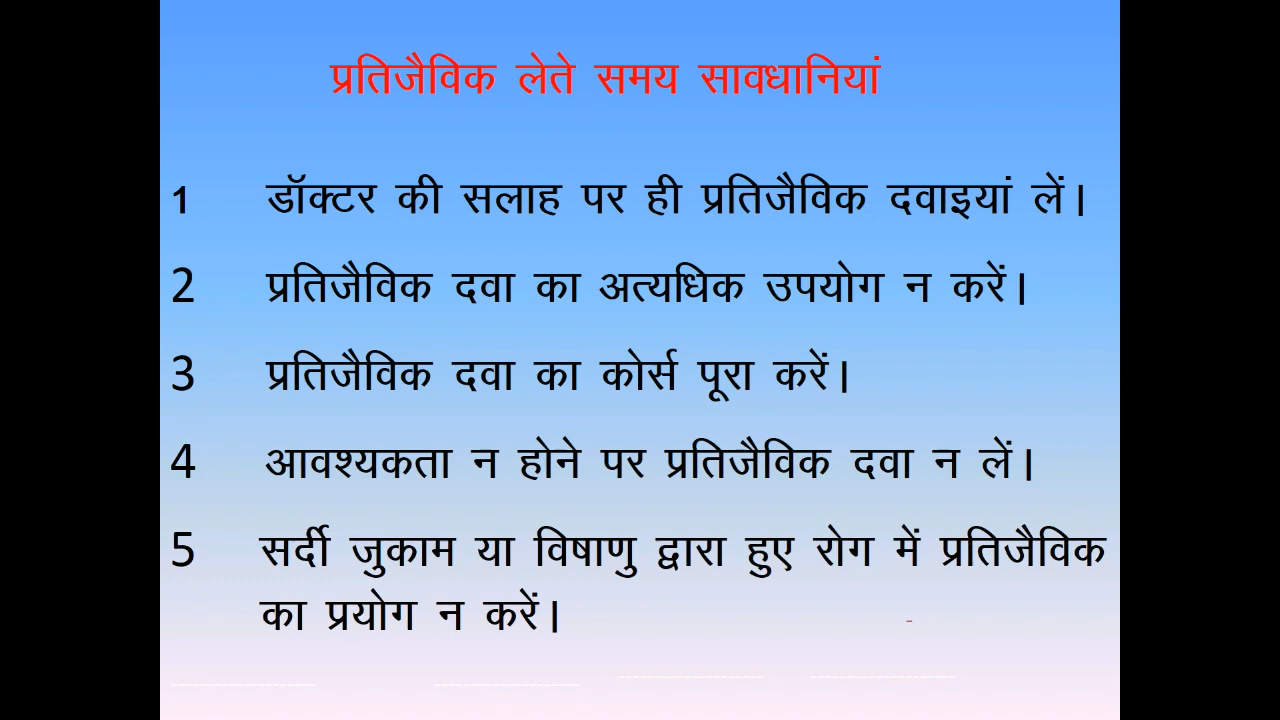 प्रतिजैविक लेते समय सावधानियां
1 डॉक्टर की सलाह पर ही प्रतिजैविक दवाइयां लें।
2 प्रतिजैविक दवा का अत्यधिक उपयोग न करें।
3 प्रतिजैविक दवा का कोर्स पूरा करें।
4 आवश्यकता न होने पर प्रतिजैविक दवा न लें।
5 सर्दी जुकाम या विषाणु द्वारा हुए रोग में प्रतिजैविक
का प्रयोग न करें।